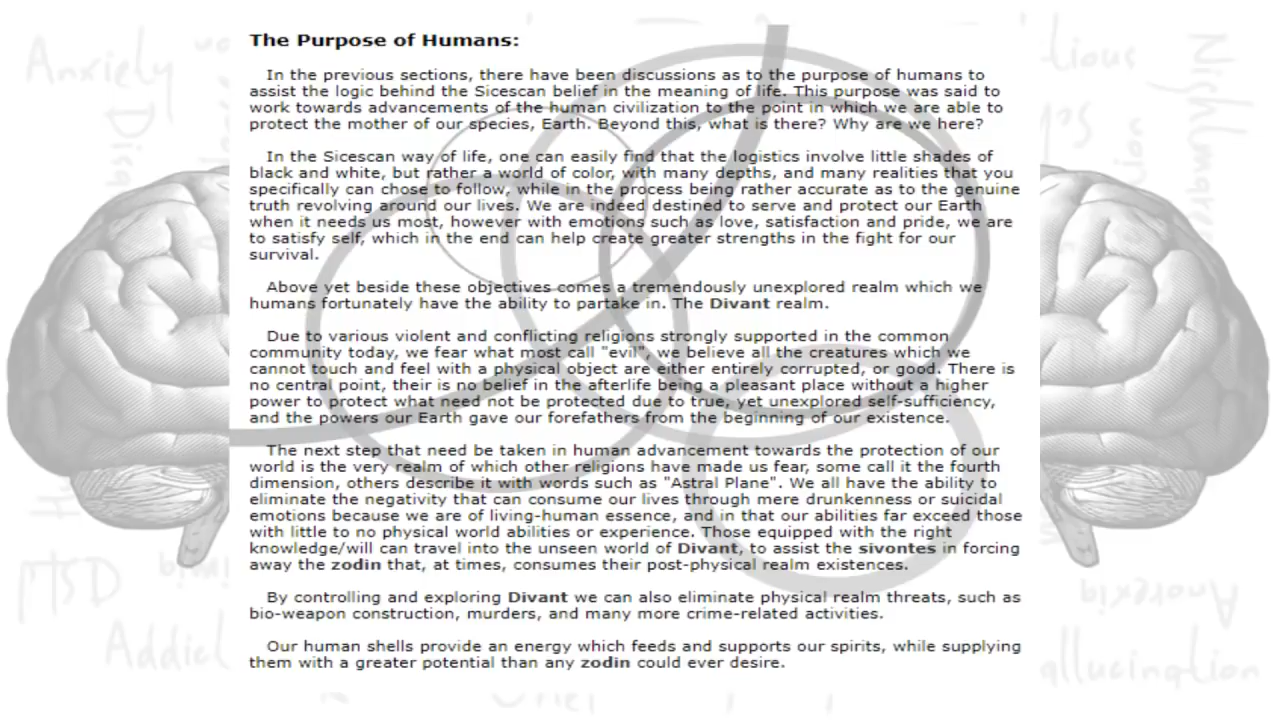 The Purpose of Humans:
In the previous sections, there have been discussions as to the purpose of humans to
assist the logic behind the Sicescan belief in the meaning of life. This purpose was said to
work towards advancements of the human civilization to the point in which we are able to
protect the mother of our species, Earth. Beyond this, what is there? Why are we here?
In the Sicescan way of life, one can easily find that the logistics involve little shades of
black and white, but rather a world of color, with many depths, and many realities that you
specifically can chose to follow, while in the process being rather accurate as to the genuine
truth revolving around our lives. We are indeed destined to serve and protect our Earth
when it needs us most, however with emotions such as love, satisfaction and pride, we are
to satisfy self, which in the end can help create greater strengths in the fight for our
survival.
Above yet beside these objectives comes a tremendously unexplored realm which we
humans fortunately have the ability to partake in. The Divant realm.
Due to various violent and conflicting religions strongly supported in the common
community today, we fear what most call "evil", we believe all the creatures which we
cannot touch and feel with a physical object are either entirely corrupted, or good. There is
no central point, their is no belief in the afterlife being a pleasant place without a higher
power to protect what need not be protected due to true, yet unexplored self-sufficiency,
and the powers our Earth gave our forefathers from the beginning of our existence.
The next step that need be taken in human advancement towards the protection of our
world is the very realm of which other religions have made us fear, some call it the fourth
dimension, others describe it with words such as "Astral Plane". We all have the ability to
eliminate the negativity that can consume our lives through mere drunkenness or suicidal
emotions because we are of living-human essence, and in that our abilities far exceed those
with little to no physical world abilities or experience. Those equipped with the right
knowledge/will can travel into the unseen world of Divant, to assist the sivontes in forcing
away the zodin that, at times, consumes their post-physical realm existences.
By controlling and exploring Divant we can also eliminate physical realm threats, such as
bio-weapon construction, murders, and many more crime-related activities.
Our human shells provide an energy which feeds and supports our spirits, while supplying
them with a greater potential than any zodin could ever desire.
Anxiety
PTSD
Addic
Anorexia
allucination